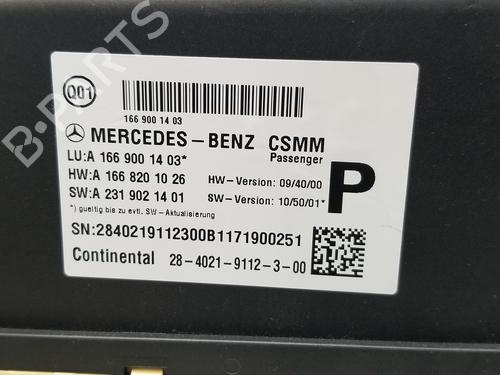 Q01
166 900 14 03
MERCEDES-BENZ CSMM
Passenger
LU:A 166 900 14 03*
HW:A 166 820 10 26 HW-Version: 09/40/00
SW:A 231 902 14 01 SW-Version: 10/50/01*
*) gueltig bis zu evtl. SW-Aktualisierung
P
SN:2840219112300B1171900251
Continental 28-4021-9112-3-00
B-PARTS